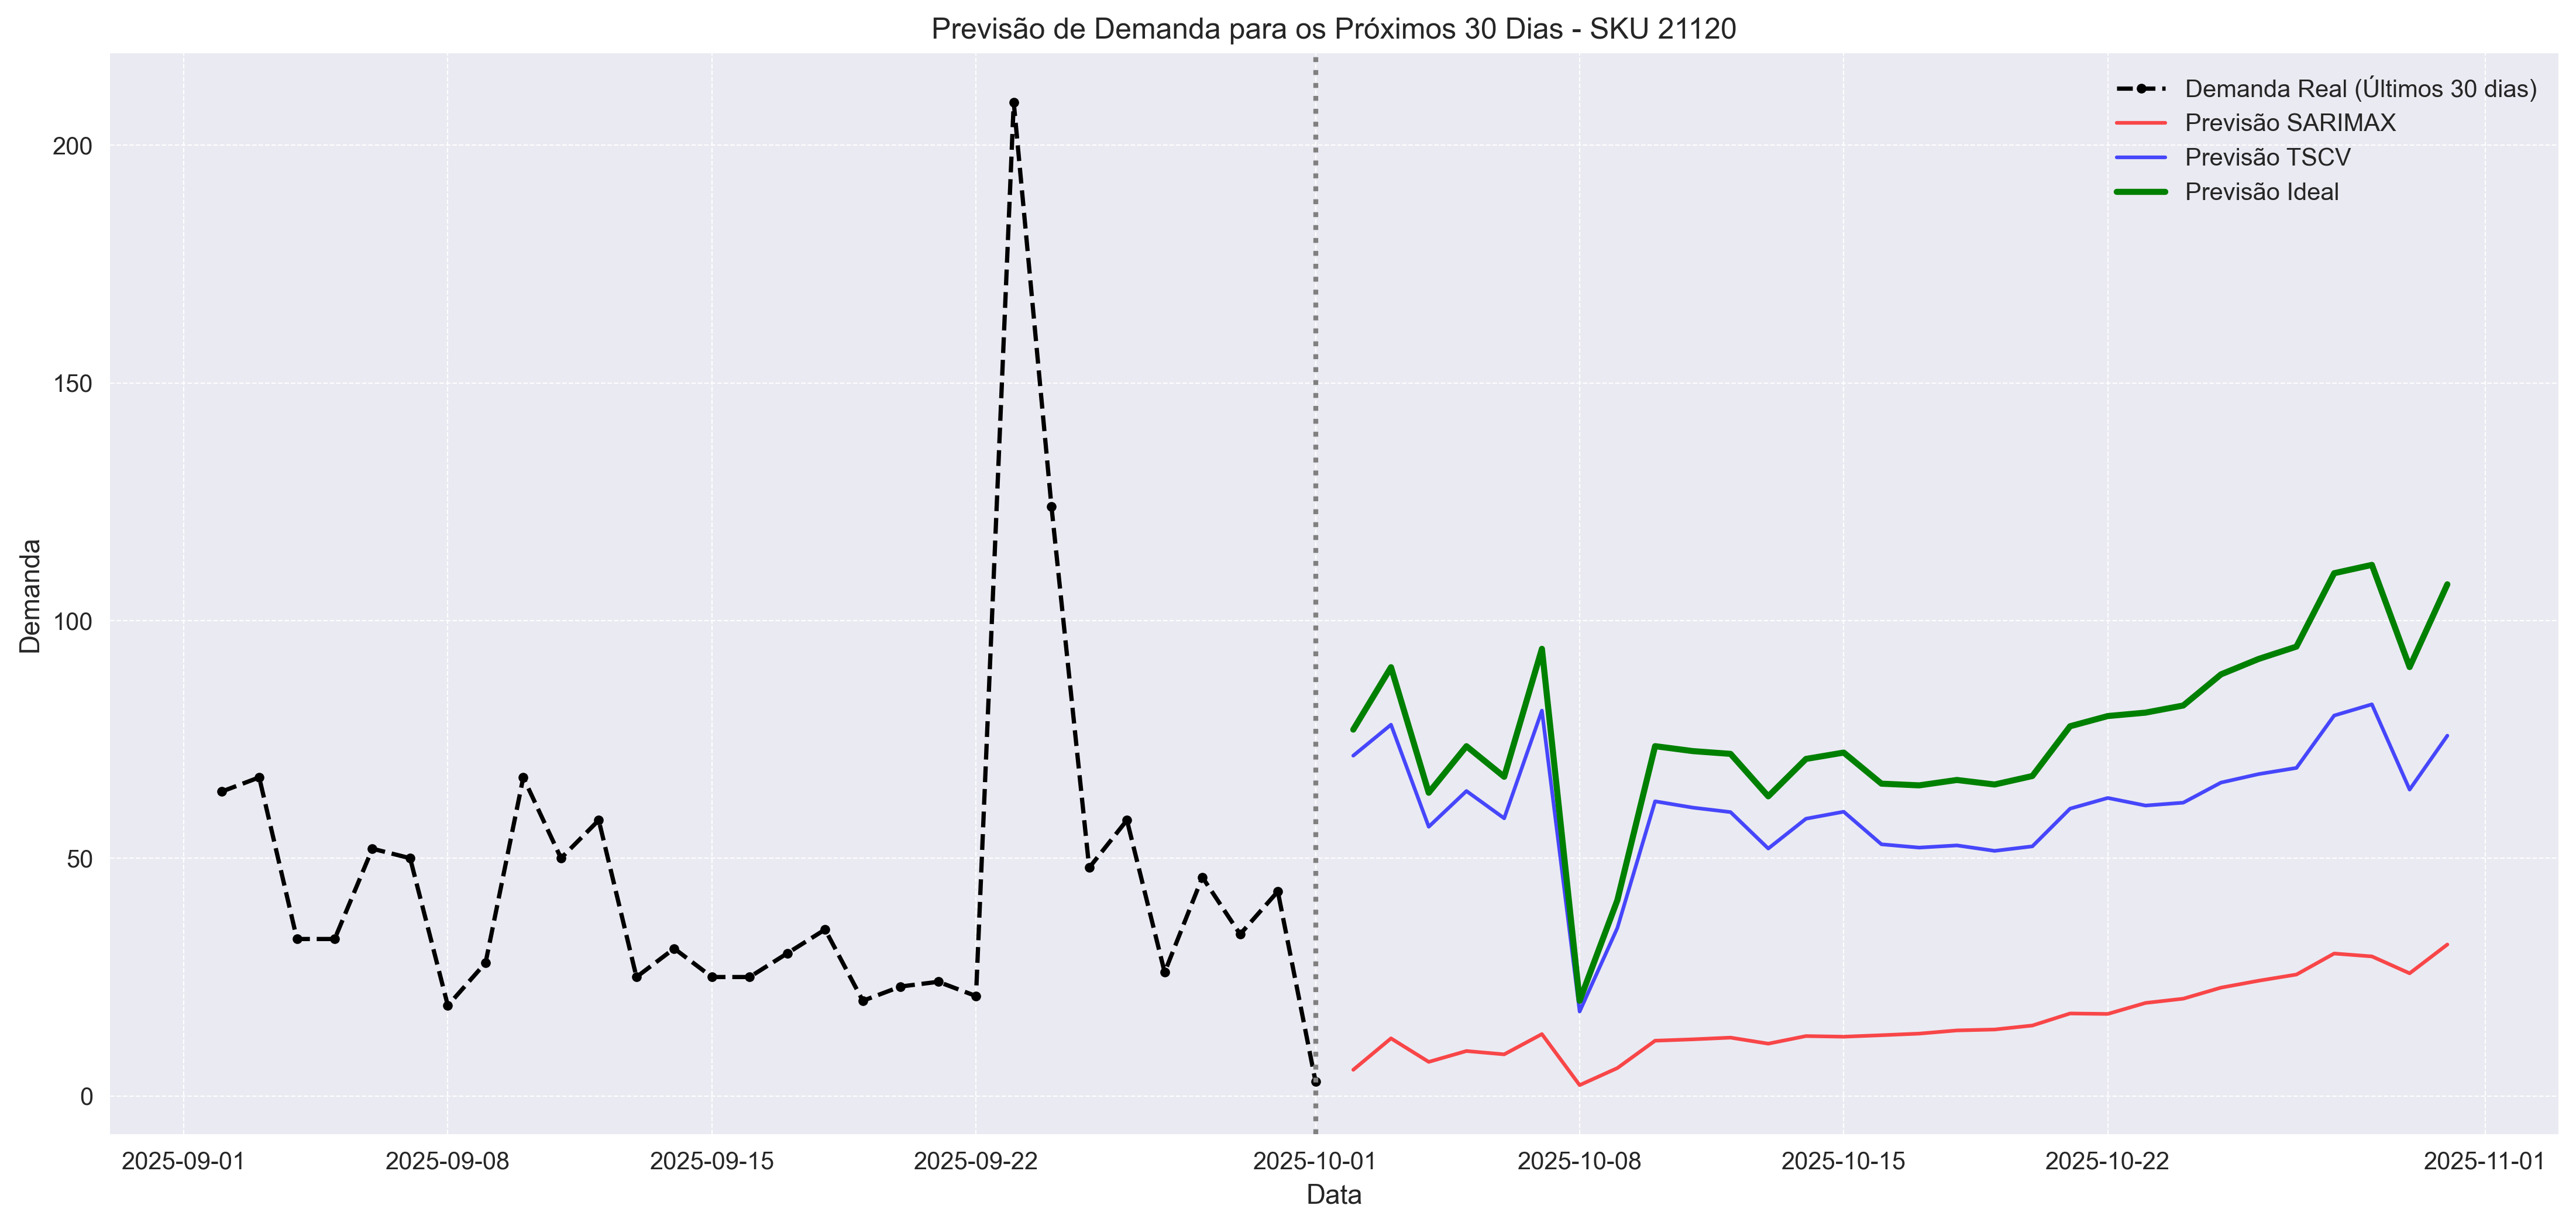 Previsão de Demanda para os Próximos 30 Dias - SKU 21120
Demanda Real (Últimos 30 dias)
Previsão SARIMAX
Previsão TSCV
Previsão Ideal
Demanda
200
150
100
50
0
2025-09-01 2025-09-08 2025-09-15 2025-09-22 2025-10-01 2025-10-08 2025-10-15 2025-10-22 2025-11-01
Data